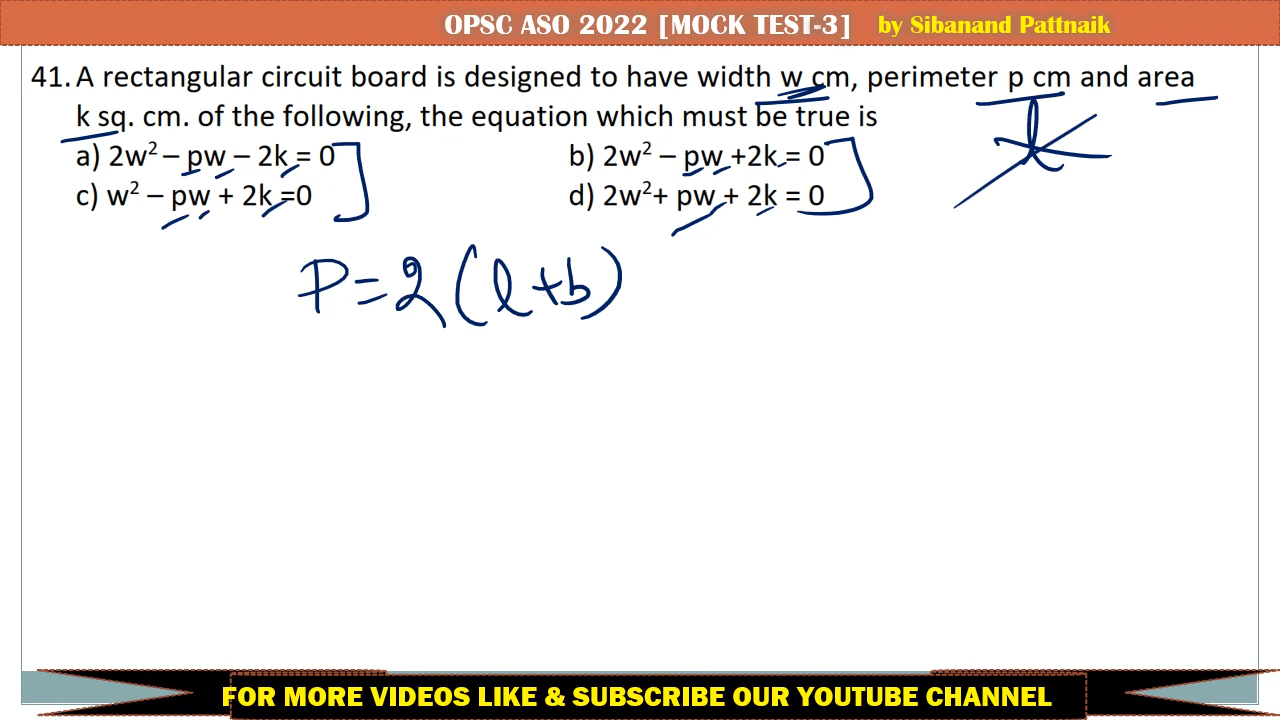 OPSC ASO 2022 [MOCK TEST-3] by Sibanand Pattnaik
41. A rectangular circuit board is designed to have width w cm, perimeter p cm and area
k sq. cm. of the following, the equation which must be true is
a) 2w² – pw – 2k = 0 b) 2w² – pw +2k = 0
c) w² – pw + 2k =0 d) 2w²+ pw + 2k = 0
l
P = 2 (l + b)
FOR MORE VIDEOS LIKE & SUBSCRIBE OUR YOUTUBE CHANNEL